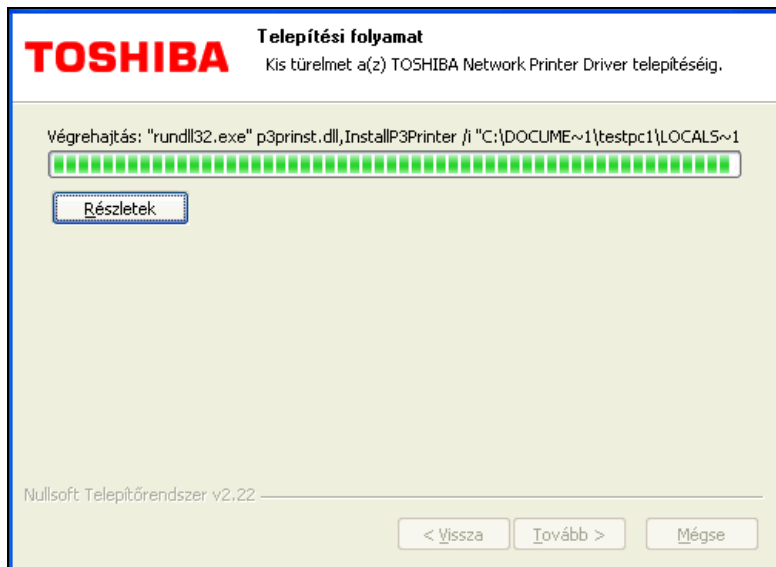 TOSHIBA
Telepítési folyamat
Kis türelmet a(z) TOSHIBA Network Printer Driver telepítéséig.
Végrehajtás: "rundll32.exe" p3prinst.dll,InstallP3Printer /i "C:\DOCUME~1\testpc1\LOCALS~1
Részletek
Nullsoft Telepítőrendszer v2.22
< Vissza
Tovább >
Mégse